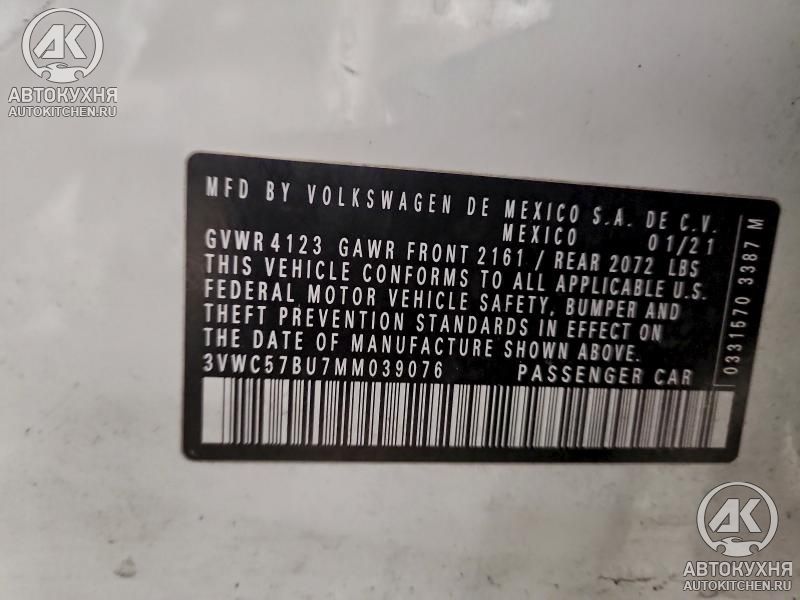 AK
АВТОКУХНЯ
AUTOKITCHEN.RU
MFD BY VOLKSWAGEN DE MEXICO S.A. DE C.V.
MEXICO 01/21
GVWR 4123 GAWR FRONT 2161 / REAR 2072 LBS
THIS VEHICLE CONFORMS TO ALL APPLICABLE U.S.
FEDERAL MOTOR VEHICLE SAFETY, BUMPER AND
THEFT PREVENTION STANDARDS IN EFFECT ON
THE DATE OF MANUFACTURE SHOWN ABOVE.
3VWC57BU7MM039076 PASSENGER CAR
0331570 3387 M
AK
АВТОКУХНЯ
AUTOKITCHEN.RU